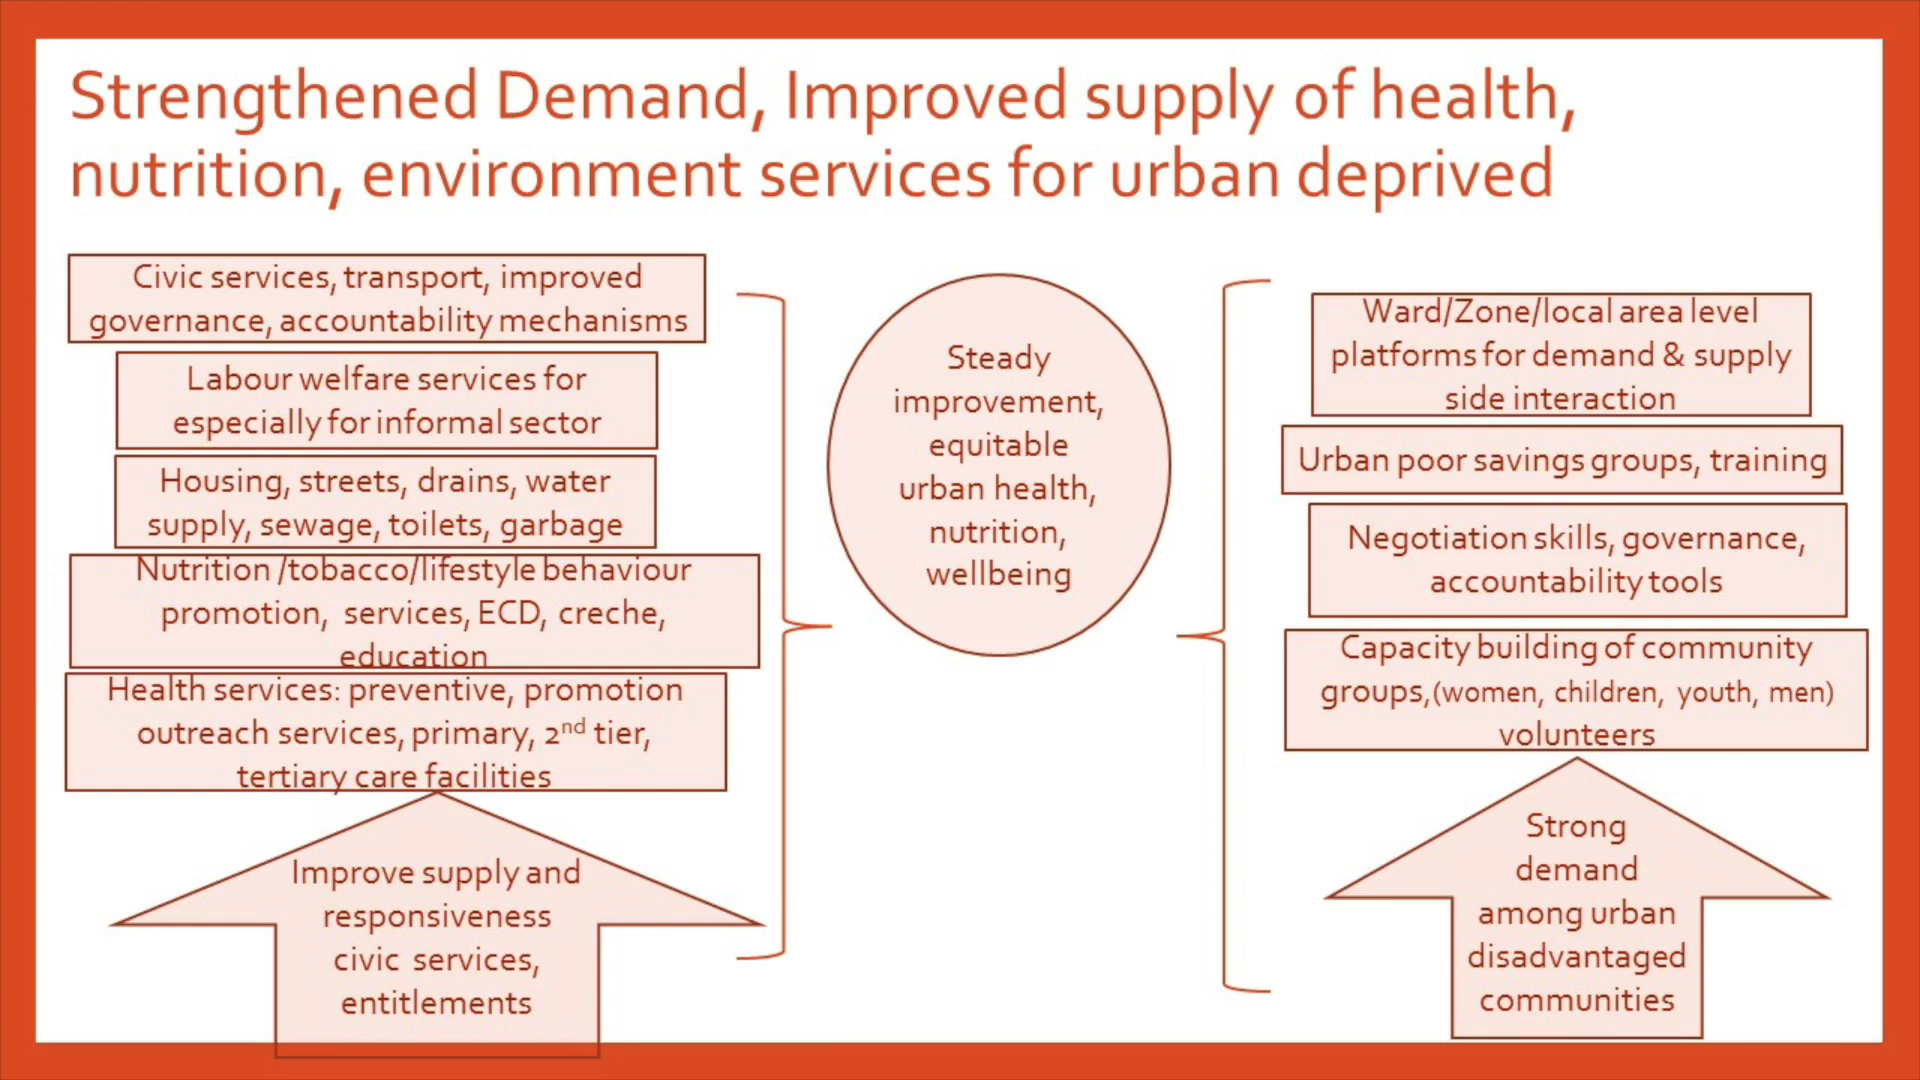 Strengthened Demand, Improved supply of health,
nutrition, environment services for urban deprived
Civic services, transport, improved
governance, accountability mechanisms
Labour welfare services for
especially for informal sector
Housing, streets, drains, water
supply, sewage, toilets, garbage
Nutrition /tobacco/lifestyle behaviour
promotion, services, ECD, creche,
education
Health services: preventive, promotion
outreach services, primary, 2nd tier,
tertiary care facilities
Improve supply and
responsiveness
civic services,
entitlements
Steady
improvement,
equitable
urban health,
nutrition,
wellbeing
Ward/Zone/local area level
platforms for demand & supply
side interaction
Urban poor savings groups, training
Negotiation skills, governance,
accountability tools
Capacity building of community
groups,(women, children, youth, men)
volunteers
Strong
demand
among urban
disadvantaged
communities